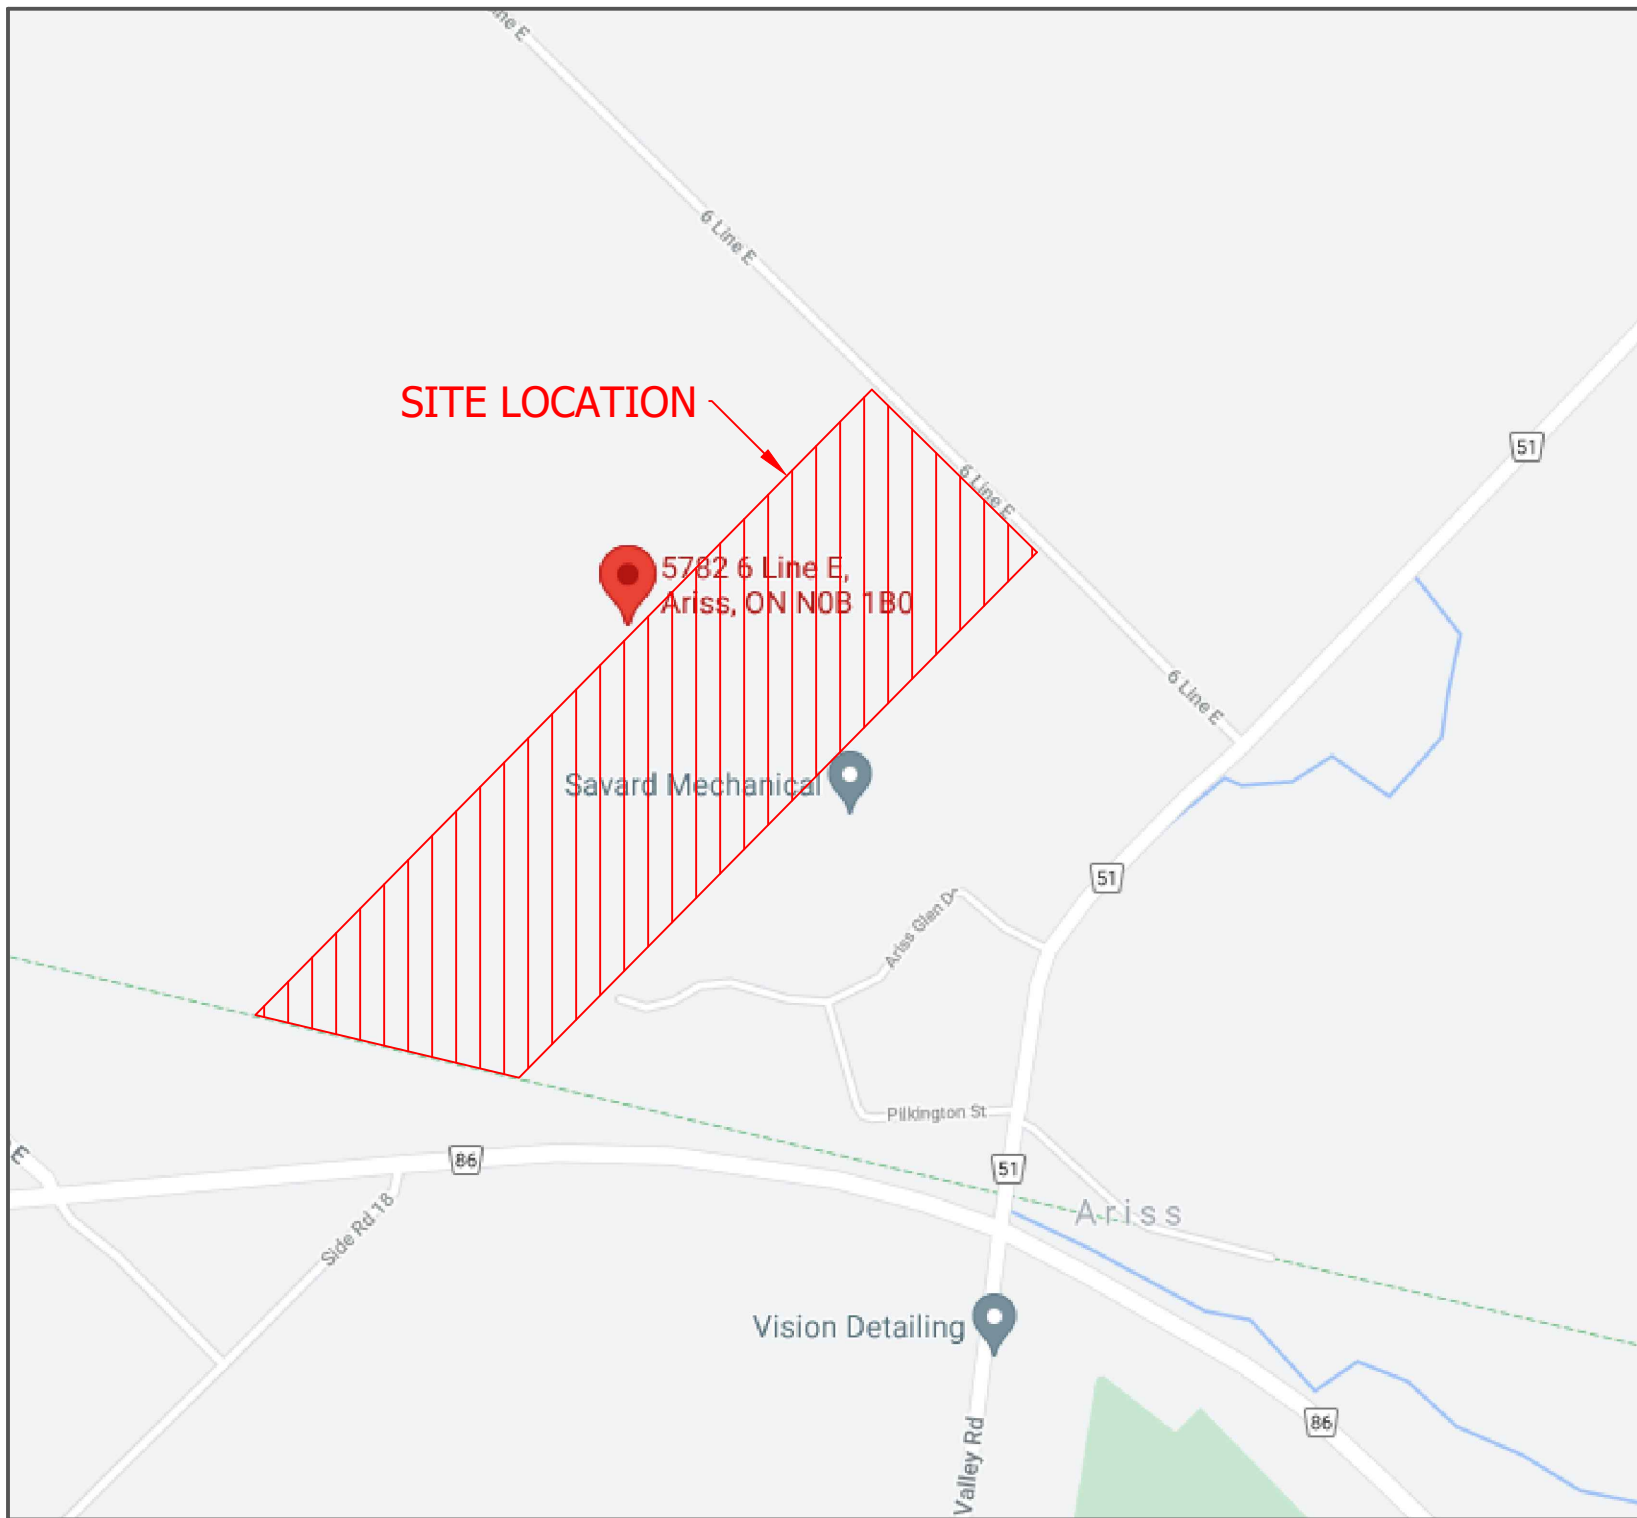 ine E
6 Line E
SITE LOCATION
51
6 Line E
5782 6 Line E,
Ariss, ON N0B 1B0
6 Line E
Savard Mechanical
51
Ariss Glen Dr
Pilkington St
E
86
51
Side Rd 18
Ariss
Vision Detailing
86
Valley Rd